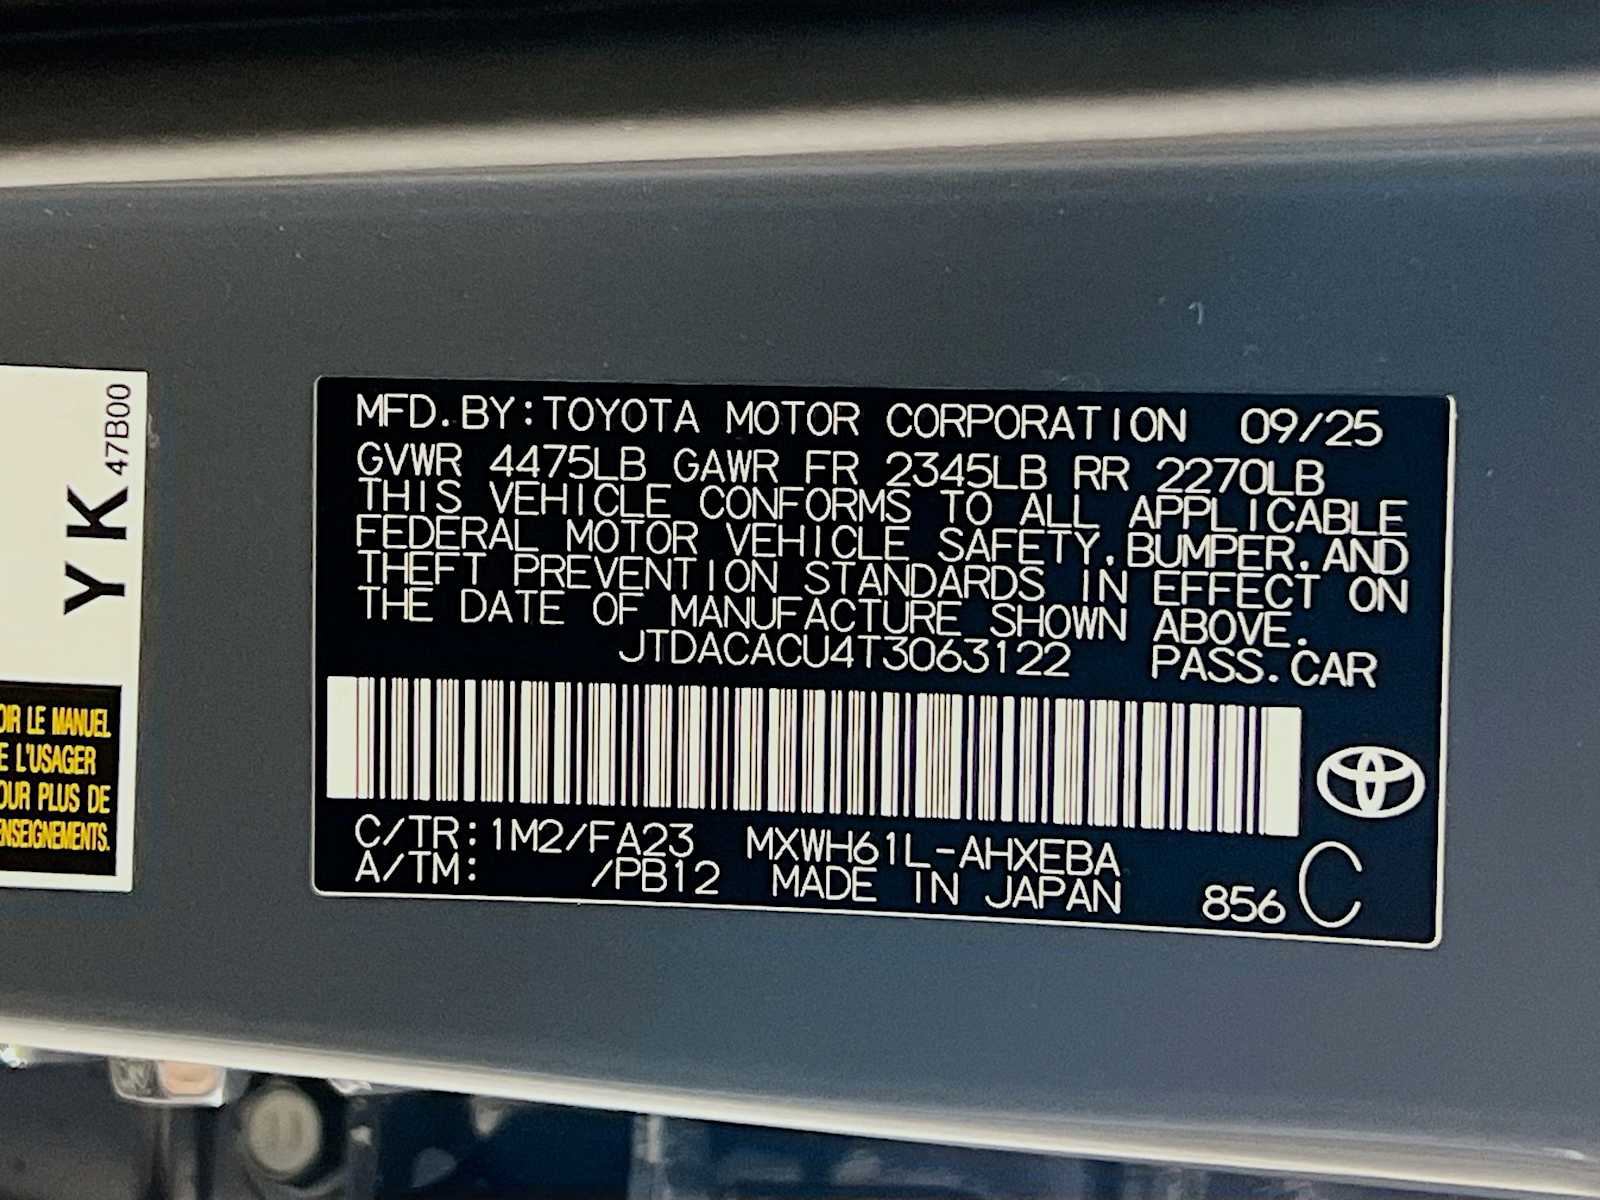 YK 47B00
OIR LE MANUEL
E L'USAGER
OUR PLUS DE
ENSEIGNEMENTS.
MFD.BY:TOYOTA MOTOR CORPORATION 09/25
GVWR 4475LB GAWR FR 2345LB RR 2270LB
THIS VEHICLE CONFORMS TO ALL APPLICABLE
FEDERAL MOTOR VEHICLE SAFETY,BUMPER,AND
THEFT PREVENTION STANDARDS IN EFFECT ON
THE DATE OF MANUFACTURE SHOWN ABOVE.
JTDACACU4T3063122 PASS.CAR
C/TR:1M2/FA23 MXWH61L-AHXEBA
A/TM: /PB12 MADE IN JAPAN 856 C